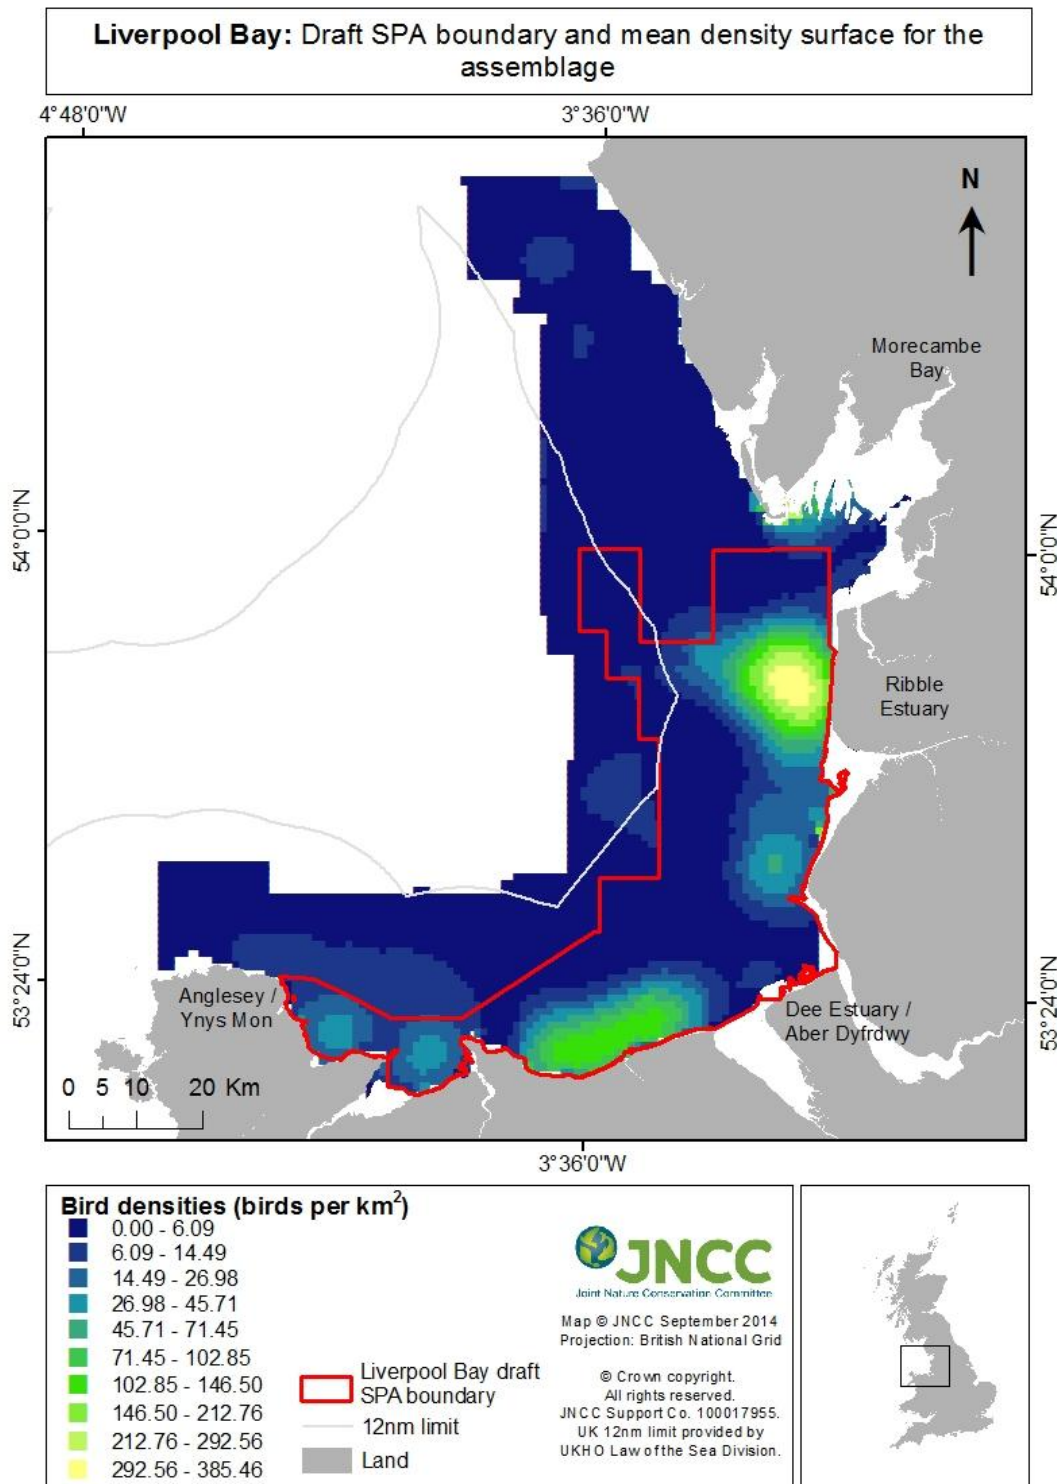 Liverpool Bay: Draft SPA boundary and mean density surface for the
assemblage
4°48'0"W
3°36'0"W
N
Morecambe
Bay
54°0'0"N
54°0'0"N
Ribble
Estuary
53°24'0"N
53°24'0"N
Anglesey /
Ynys Mon
Dee Estuary /
Aber Dyfrdwy
0 5 10 20 Km
3°36'0"W
Bird densities (birds per km²)
0.00 - 6.09
6.09 - 14.49
14.49 - 26.98
26.98 - 45.71
45.71 - 71.45
71.45 - 102.85
102.85 - 146.50
146.50 - 212.76
212.76 - 292.56
292.56 - 385.46
Liverpool Bay draft
SPA boundary
12nm limit
Land
JNCC
Joint Nature Conservation Committee
Map © JNCC September 2014
Projection: British National Grid
© Crown copyright.
All rights reserved.
JNCC Support Co. 100017955.
UK 12nm limit provided by
UKHO Law of the Sea Division.